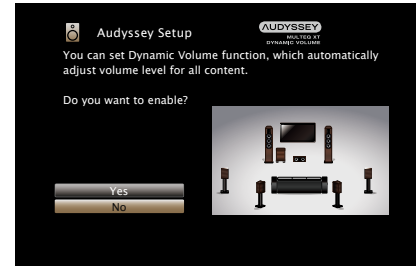 Audyssey Setup
AUDYSSEY
MULTEQ XT
DYNAMIC VOLUME
You can set Dynamic Volume function, which automatically
adjust volume level for all content.
Do you want to enable?
Yes
No